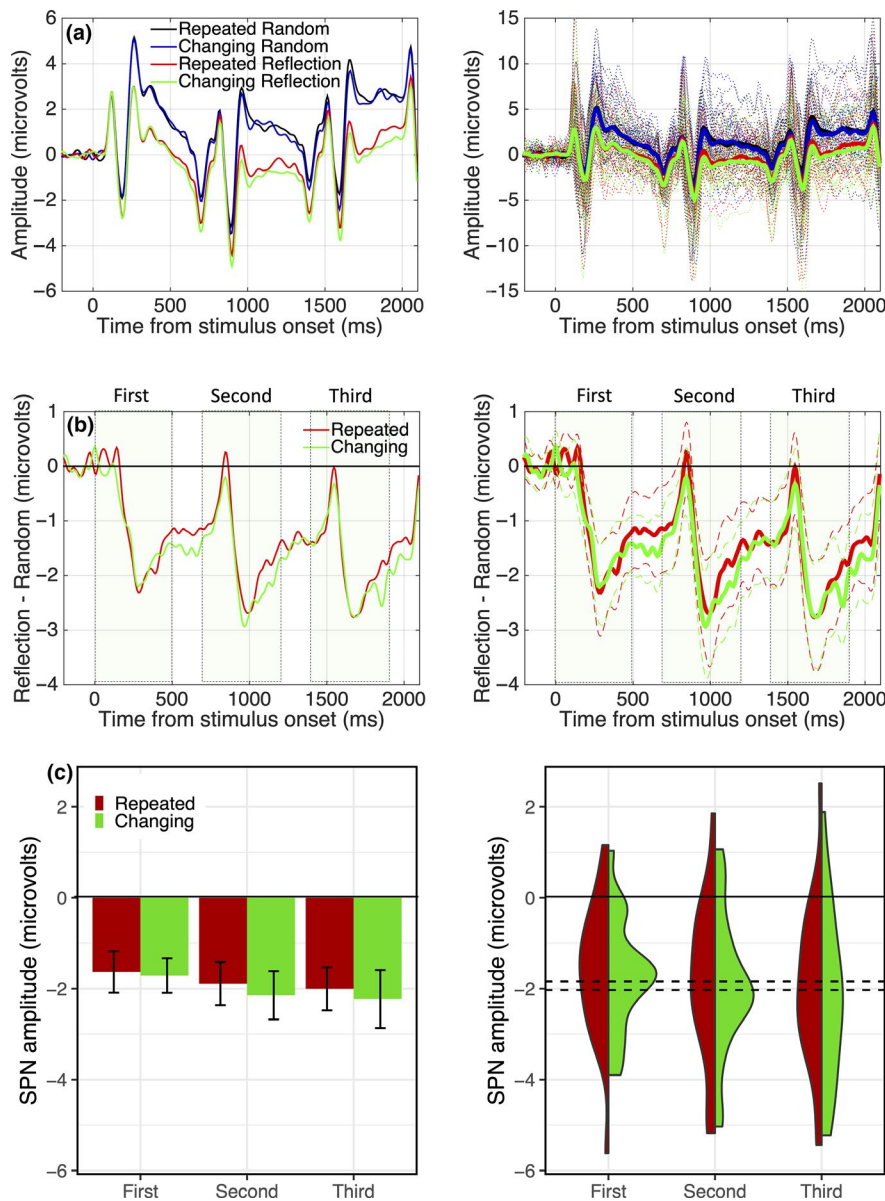 (a)
Repeated Random
Changing Random
Repeated Reflection
Changing Reflection
Amplitude (microvolts)
6
4
2
0
−2
−4
−6
0 500 1000 1500 2000
Time from stimulus onset (ms)
Amplitude (microvolts)
15
10
5
0
−5
−10
−15
0 500 1000 1500 2000
Time from stimulus onset (ms)
First Second Third
(b)
Repeated
Changing
Reflection - Random (microvolts)
1
0
−1
−2
−3
−4
0 500 1000 1500 2000
Time from stimulus onset (ms)
First Second Third
Reflection - Random (microvolts)
1
0
−1
−2
−3
−4
0 500 1000 1500 2000
Time from stimulus onset (ms)
(c)
Repeated
Changing
SPN amplitude (microvolts)
2
0
−2
−4
−6
First Second Third
SPN amplitude (microvolts)
2
0
−2
−4
−6
First Second Third